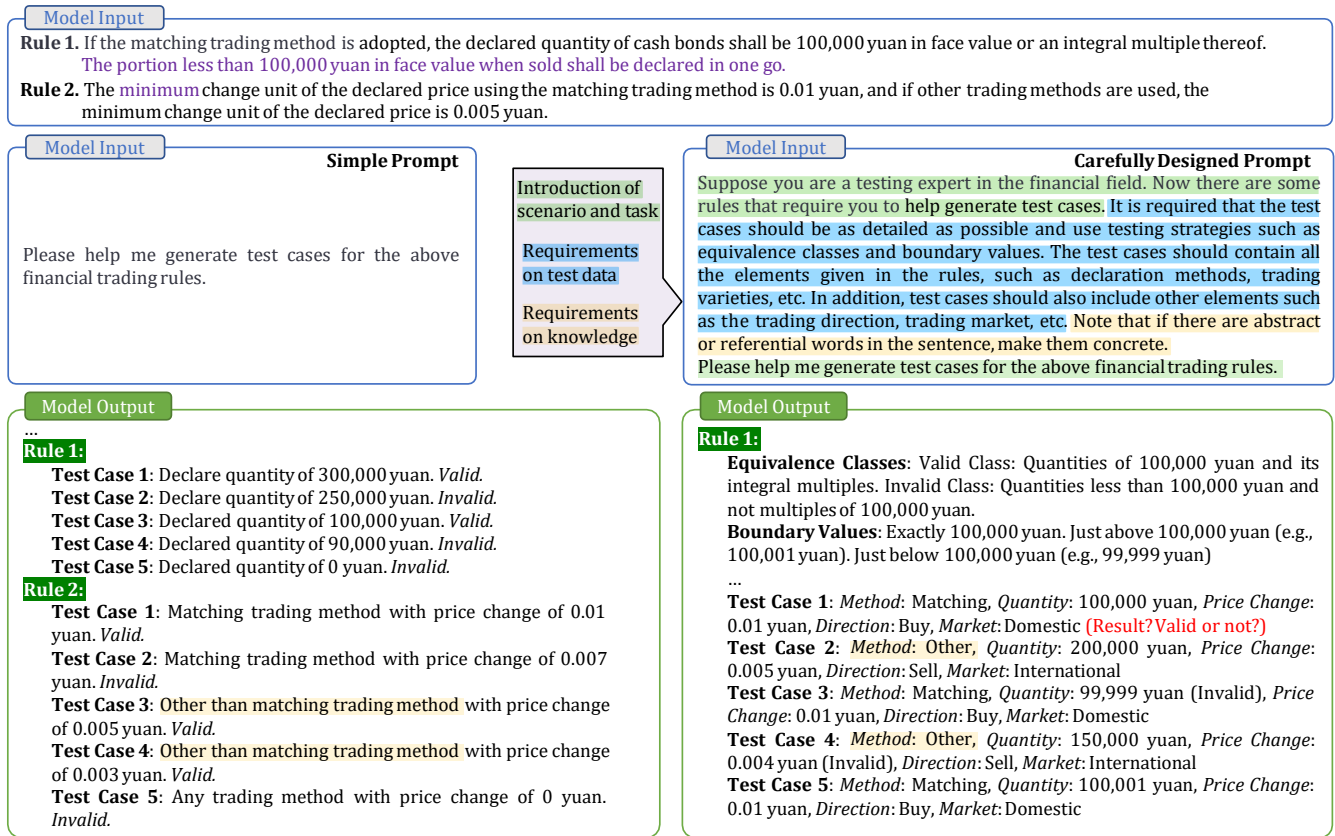 Model Input
Rule 1. If the matching trading method is adopted, the declared quantity of cash bonds shall be 100,000 yuan in face value or an integral multiple thereof.
The portion less than 100,000 yuan in face value when sold shall be declared in one go.
Rule 2. The minimum change unit of the declared price using the matching trading method is 0.01 yuan, and if other trading methods are used, the
minimum change unit of the declared price is 0.005 yuan.
Model Input
Simple Prompt
Please help me generate test cases for the above
financial trading rules.
Introduction of
scenario and task
Requirements
on test data
Requirements
on knowledge
Model Input
Carefully Designed Prompt
Suppose you are a testing expert in the financial field. Now there are some
rules that require you to help generate test cases. It is required that the test
cases should be as detailed as possible and use testing strategies such as
equivalence classes and boundary values. The test cases should contain all
the elements given in the rules, such as declaration methods, trading
varieties, etc. In addition, test cases should also include other elements such
as the trading direction, trading market, etc. Note that if there are abstract
or referential words in the sentence, make them concrete.
Please help me generate test cases for the above financial trading rules.
Model Output
...
Rule 1:
Test Case 1: Declare quantity of 300,000 yuan. Valid.
Test Case 2: Declare quantity of 250,000 yuan. Invalid.
Test Case 3: Declared quantity of 100,000 yuan. Valid.
Test Case 4: Declared quantity of 90,000 yuan. Invalid.
Test Case 5: Declared quantity of 0 yuan. Invalid.
Rule 2:
Test Case 1: Matching trading method with price change of 0.01
yuan. Valid.
Test Case 2: Matching trading method with price change of 0.007
yuan. Invalid.
Test Case 3: Other than matching trading method with price change
of 0.005 yuan. Valid.
Test Case 4: Other than matching trading method with price change
of 0.003 yuan. Valid.
Test Case 5: Any trading method with price change of 0 yuan.
Invalid.
Model Output
Rule 1:
Equivalence Classes: Valid Class: Quantities of 100,000 yuan and its
integral multiples. Invalid Class: Quantities less than 100,000 yuan and
not multiples of 100,000 yuan.
Boundary Values: Exactly 100,000 yuan. Just above 100,000 yuan (e.g.,
100,001 yuan). Just below 100,000 yuan (e.g., 99,999 yuan)
...
Test Case 1: Method: Matching, Quantity: 100,000 yuan, Price Change:
0.01 yuan, Direction: Buy, Market: Domestic (Result? Valid or not?)
Test Case 2: Method: Other, Quantity: 200,000 yuan, Price Change:
0.005 yuan, Direction: Sell, Market: International
Test Case 3: Method: Matching, Quantity: 99,999 yuan (Invalid), Price
Change: 0.01 yuan, Direction: Buy, Market: Domestic
Test Case 4: Method: Other, Quantity: 150,000 yuan, Price Change:
0.004 yuan (Invalid), Direction: Sell, Market: International
Test Case 5: Method: Matching, Quantity: 100,001 yuan, Price Change:
0.01 yuan, Direction: Buy, Market: Domestic